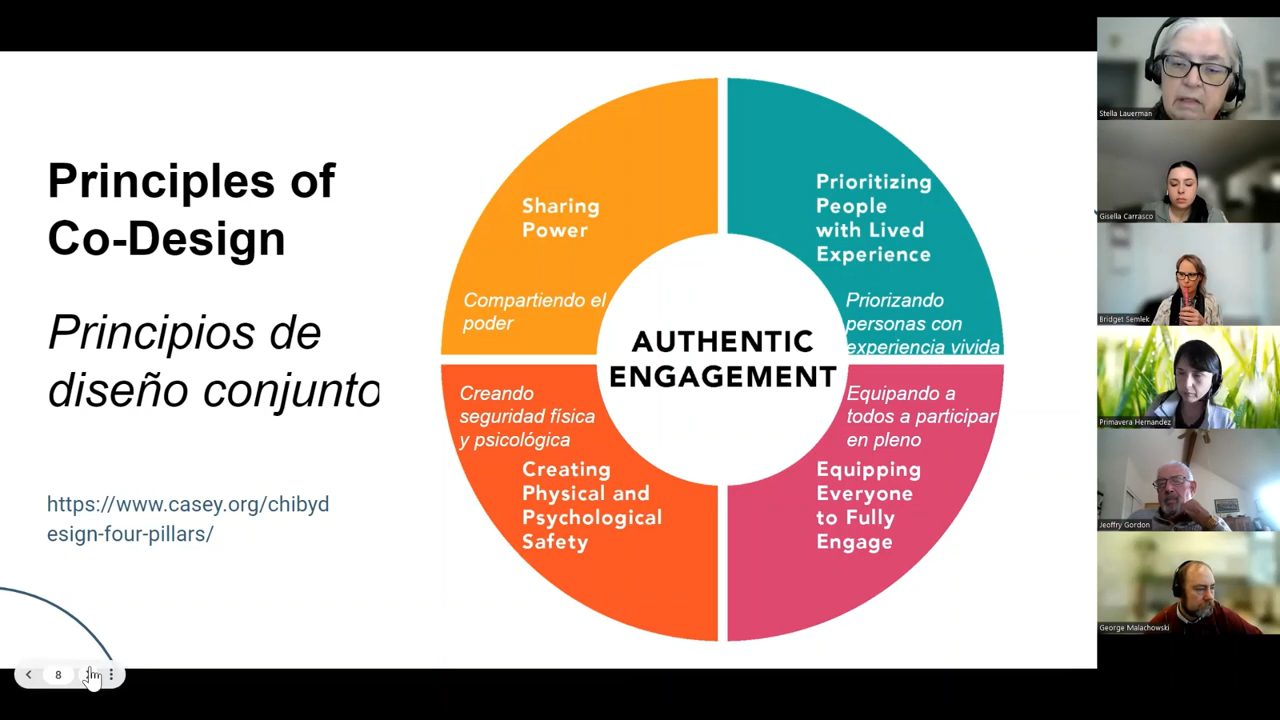 Principles of
Co-Design
Principios de
diseño conjunto
https://www.casey.org/chibyd
esign-four-pillars/
Sharing
Power
Compartiendo el
poder
Prioritizing
People
with Lived
Experience
Priorizando
personas con
experiencia vivida
AUTHENTIC
ENGAGEMENT
Creando
seguridad física
y psicológica
Creating
Physical and
Psychological
Safety
Equipando a
todos a participar
en pleno
Equipping
Everyone
to Fully
Engage
8
Stella Lauerman
Gisella Carrasco
Bridget Semlek
Primavera Hernandez
Jeoffry Gordon
George Malachowski